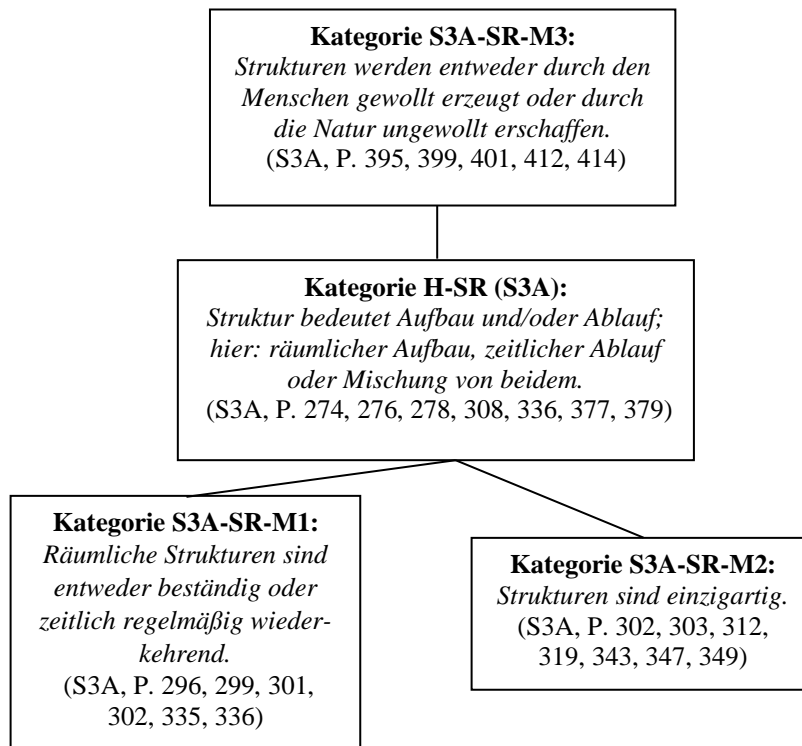 Kategorie S3A-SR-M3:
Strukturen werden entweder durch den
Menschen gewollt erzeugt oder durch
die Natur ungewollt erschaffen.
(S3A, P. 395, 399, 401, 412, 414)
Kategorie H-SR (S3A):
Struktur bedeutet Aufbau und/oder Ablauf;
hier: räumlicher Aufbau, zeitlicher Ablauf
oder Mischung von beidem.
(S3A, P. 274, 276, 278, 308, 336, 377, 379)
Kategorie S3A-SR-M1:
Räumliche Strukturen sind
entweder beständig oder
zeitlich regelmäßig wieder-
kehrend.
(S3A, P. 296, 299, 301,
302, 335, 336)
Kategorie S3A-SR-M2:
Strukturen sind einzigartig.
(S3A, P. 302, 303, 312,
319, 343, 347, 349)